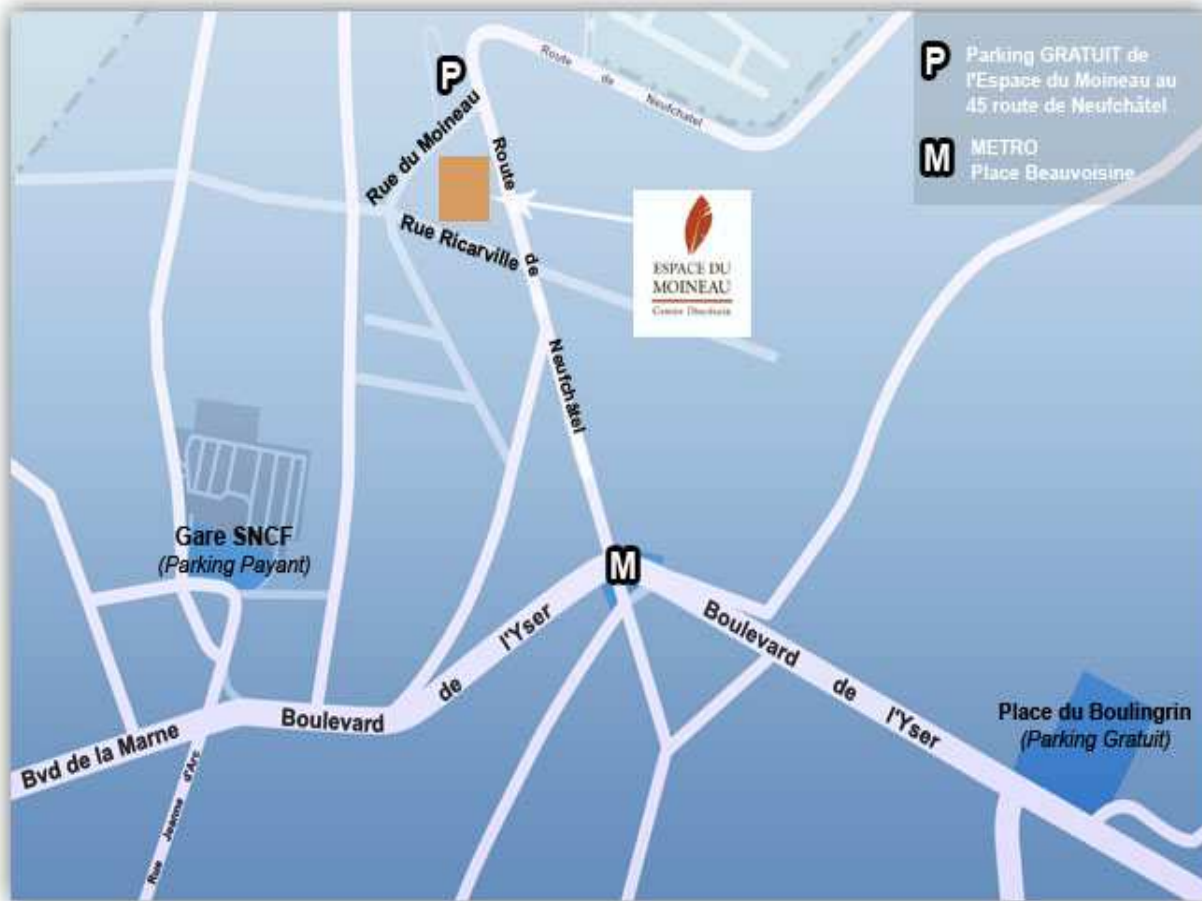 P
Parking GRATUIT de
l'Espace du Moineau au
45 route de Neufchâtel
M
METRO
Place Beauvoisine
P
Route de Neufchatel
Rue du Moineau
Route de Neufchâtel
Rue Ricarville
ESPACE DU
MOINEAU
Centre Diocésain
Gare SNCF
(Parking Payant)
M
Boulevard de l'Yser
Boulevard de l'Yser
Place du Boulingrin
(Parking Gratuit)
Bvd de la Marne
Rue Jeanne d'Arc